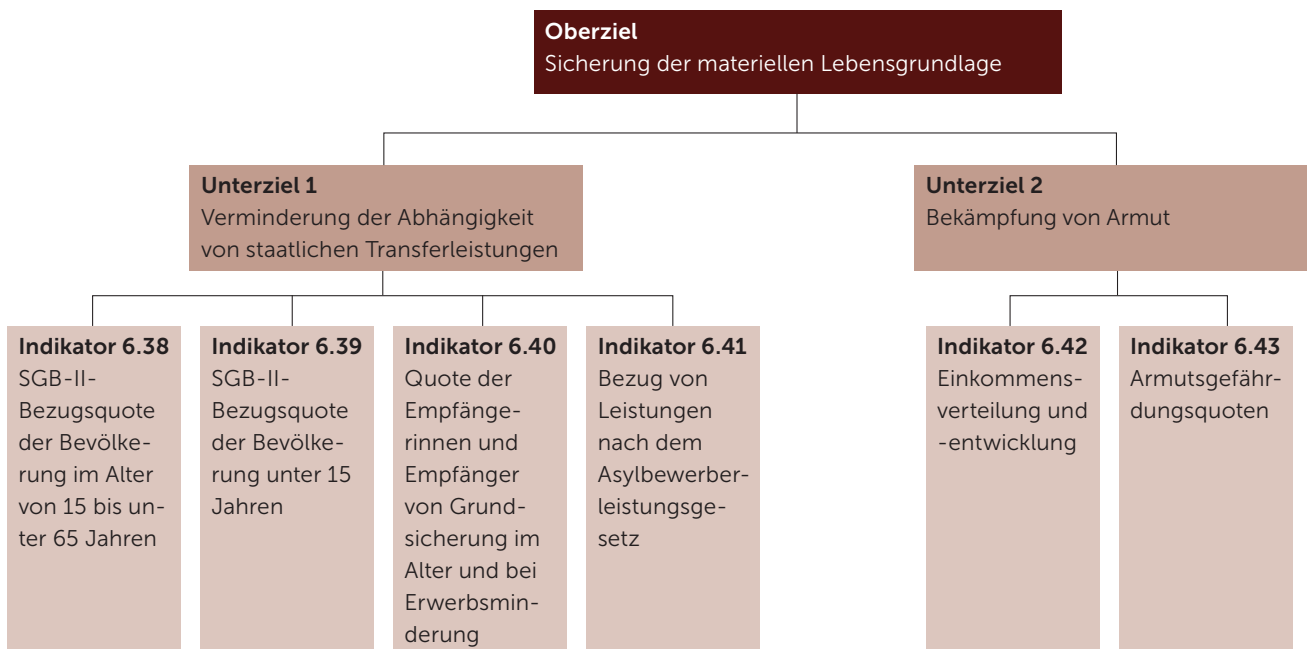 Oberziel
Sicherung der materiellen Lebensgrundlage
Unterziel 1
Verminderung der Abhängigkeit
von staatlichen Transferleistungen
Unterziel 2
Bekämpfung von Armut
Indikator 6.38
SGB-II-
Bezugsquote
der Bevölke-
rung im Alter
von 15 bis un-
ter 65 Jahren
Indikator 6.39
SGB-II-
Bezugsquote
der Bevölke-
rung unter 15
Jahren
Indikator 6.40
Quote der
Empfänge-
rinnen und
Empfänger
von Grund-
sicherung im
Alter und bei
Erwerbsmin-
derung
Indikator 6.41
Bezug von
Leistungen
nach dem
Asylbewerber-
leistungsge-
setz
Indikator 6.42
Einkommens-
verteilung und
-entwicklung
Indikator 6.43
Armutsgefähr-
dungsquoten